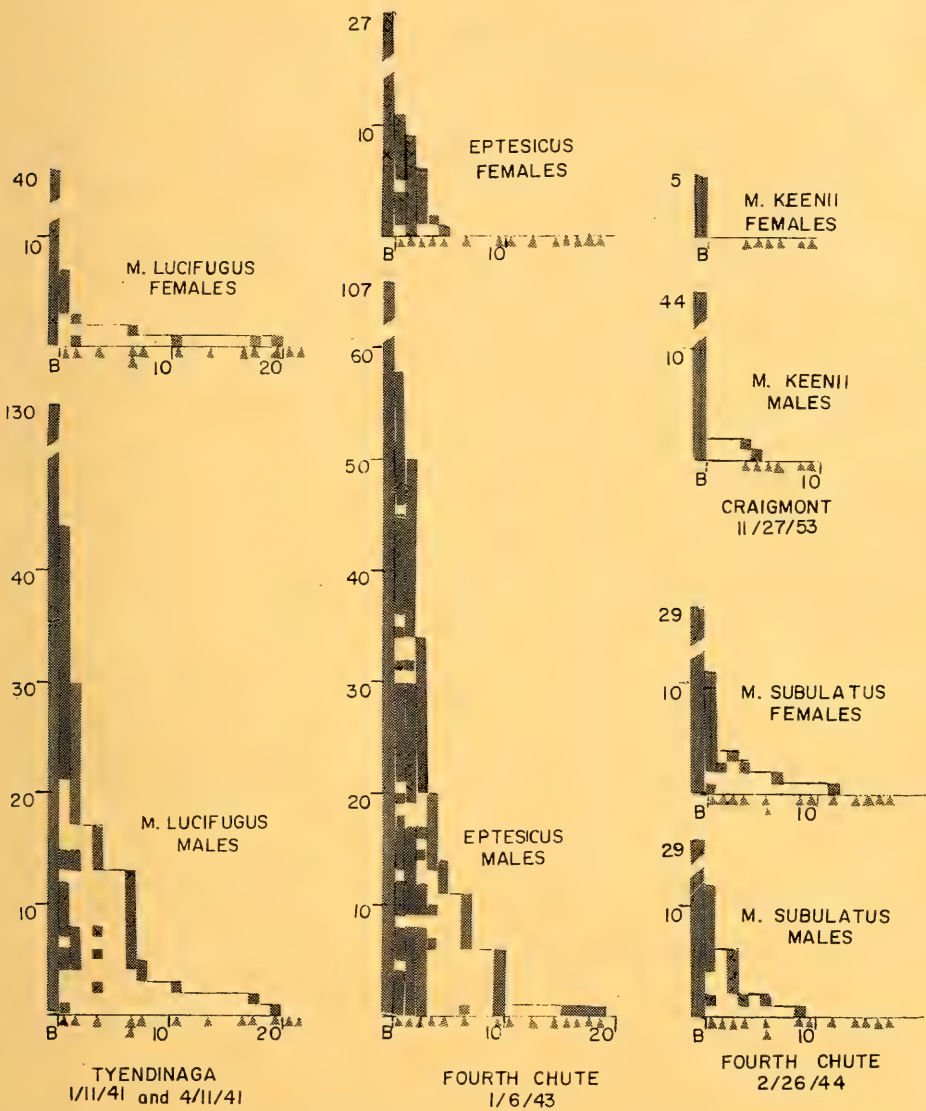 40
10
M. LUCIFUGUS
FEMALES
B
10
20
130
40
30
20
10
M. LUCIFUGUS
MALES
B
10
20
TYENDINAGA
1/11/41 and 4/11/41
27
10
EPTESICUS
FEMALES
B
10
107
60
50
40
30
20
10
EPTESICUS
MALES
B
10
20
FOURTH CHUTE
1/6/43
5
M. KEENII
FEMALES
B
44
10
M. KEENII
MALES
B
10
CRAIGMONT
11/27/53
29
10
M. SUBULATUS
FEMALES
B
10
29
10
M. SUBULATUS
MALES
B
10
FOURTH CHUTE
2/26/44